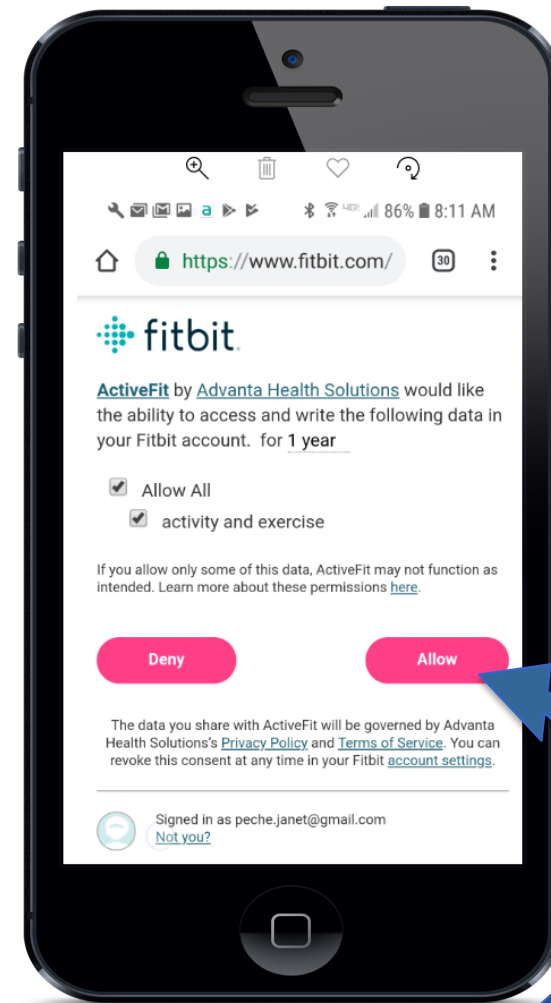 4G 86% 8:11 AM
https://www.fitbit.com/ 30
fitbit.
ActiveFit by Advanta Health Solutions would like
the ability to access and write the following data in
your Fitbit account. for 1 year
Allow All
activity and exercise
If you allow only some of this data, ActiveFit may not function as
intended. Learn more about these permissions here.
Deny Allow
The data you share with ActiveFit will be governed by Advanta
Health Solutions's Privacy Policy and Terms of Service. You can
revoke this consent at any time in your Fitbit account settings.
Signed in as peche.janet@gmail.com
Not you?